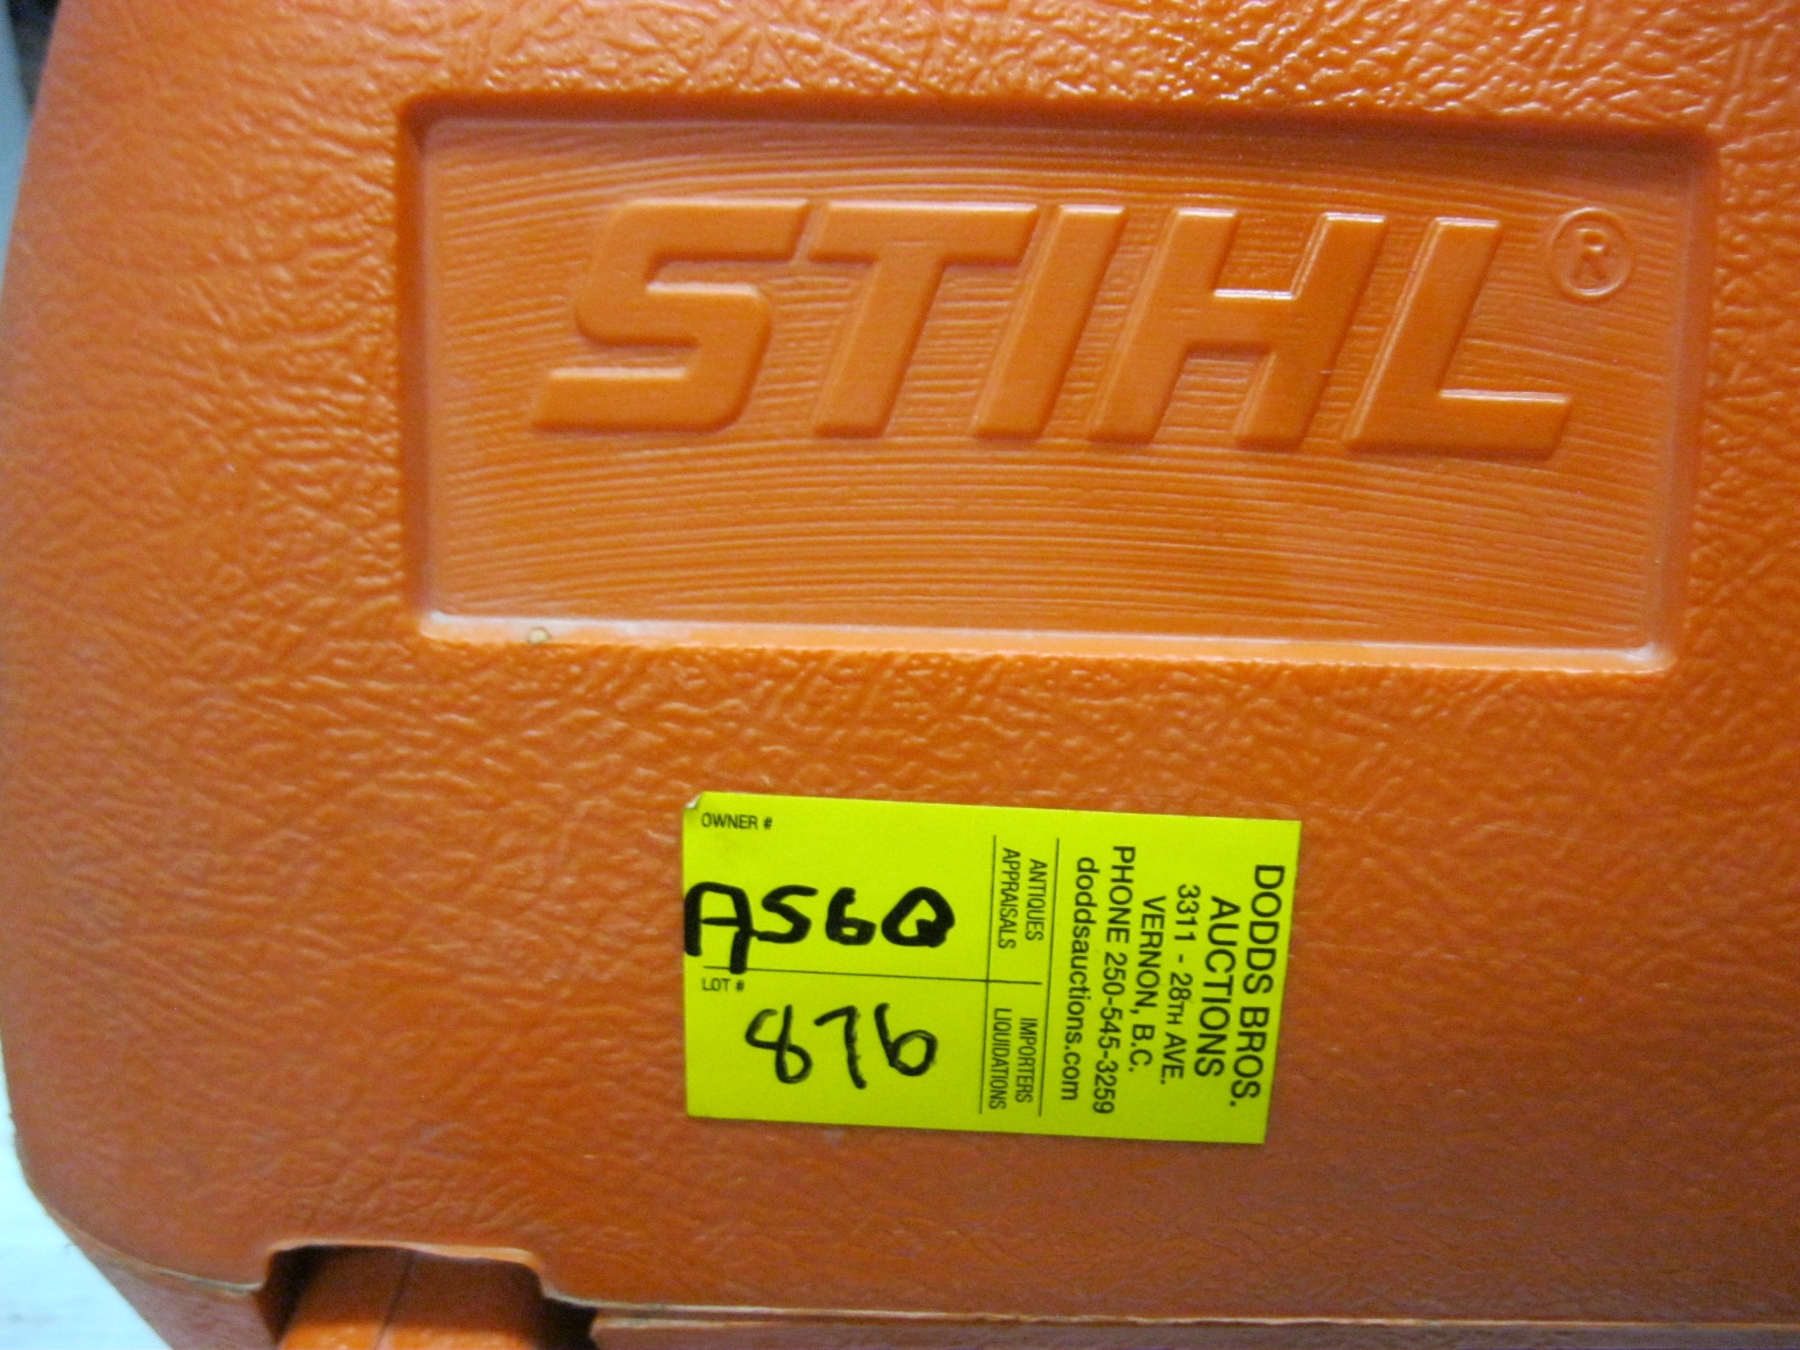 STIHL®
OWNER #
A560
LOT #
876
DODDS BROS.
AUCTIONS
3311 - 28TH AVE.
VERNON, B.C.
PHONE 250-545-3259
doddsauctions.com
ANTIQUES
APPRAISALS
IMPORTERS
LIQUIDATIONS